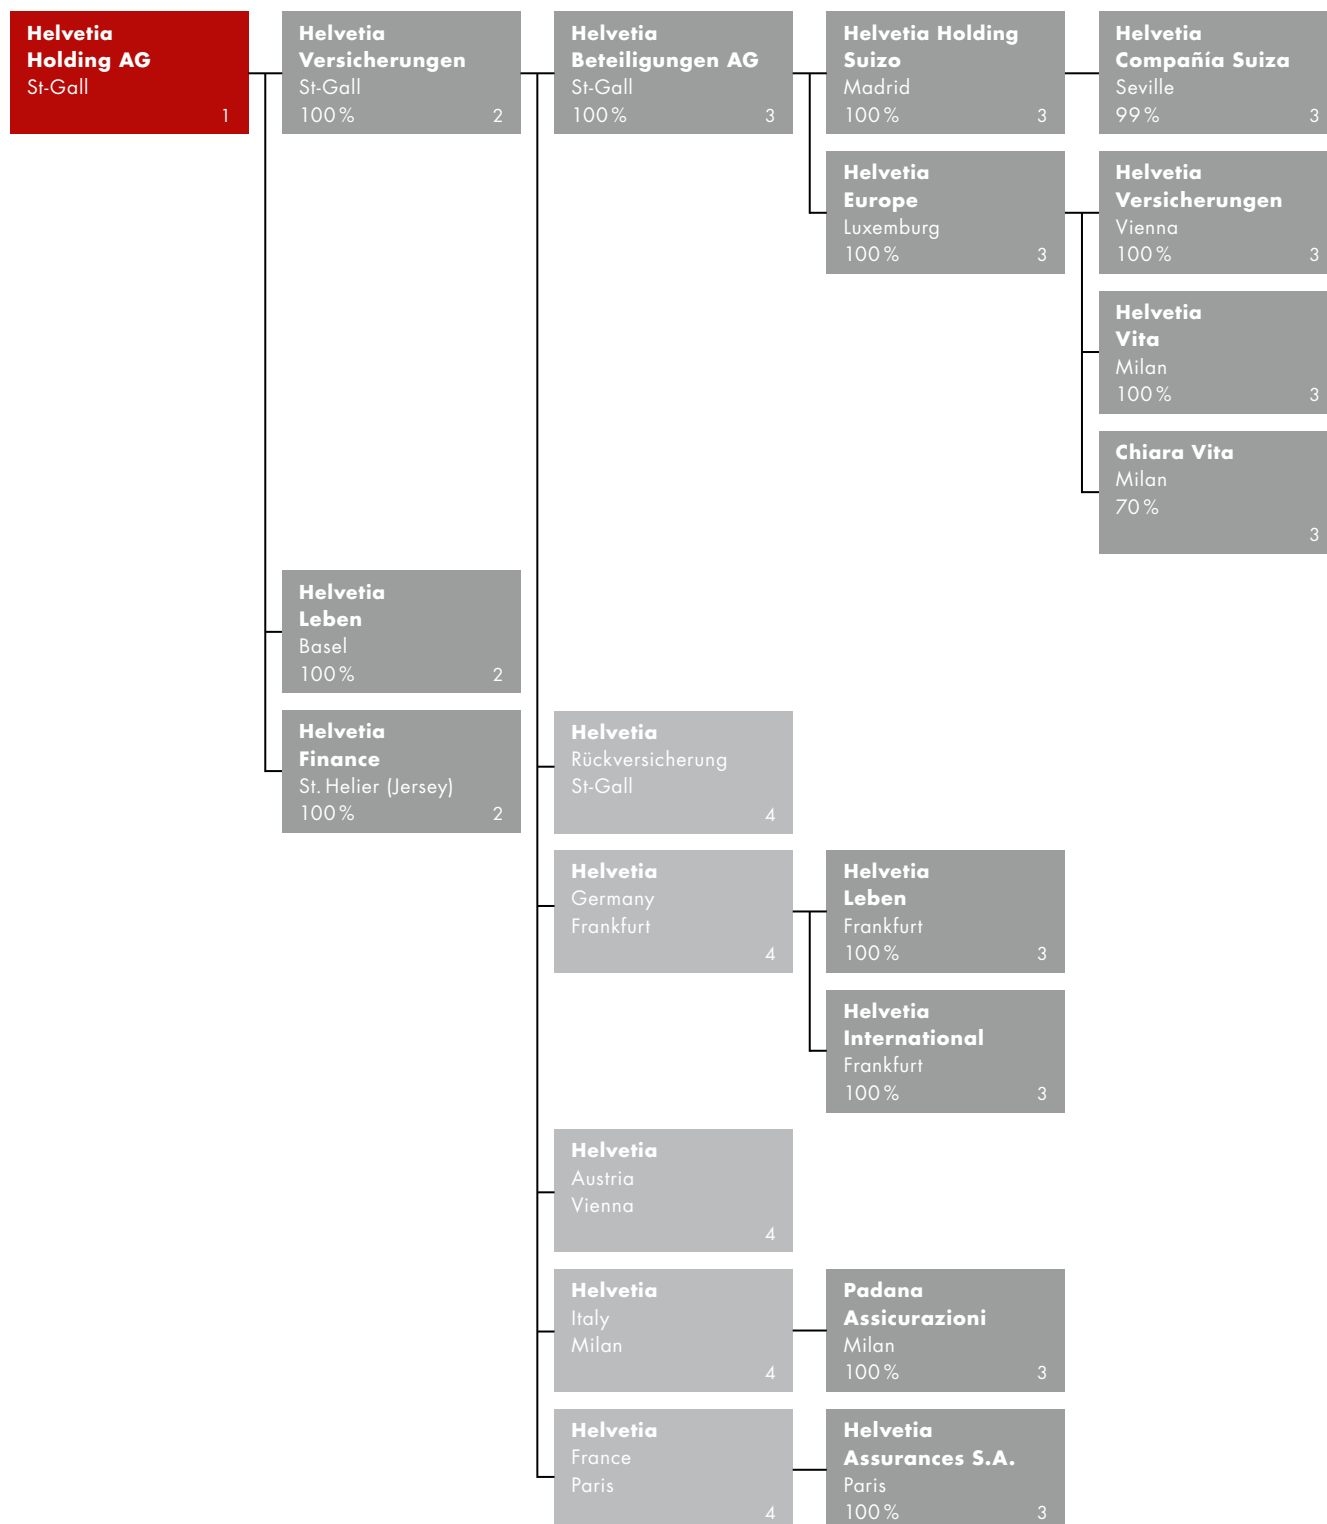 Helvetia
Holding AG
St-Gall
1
Helvetia
Versicherungen
St-Gall
100 % 2
Helvetia
Beteiligungen AG
St-Gall
100 % 3
Helvetia Holding
Suizo
Madrid
100 % 3
Helvetia
Compañía Suiza
Seville
99 % 3
Helvetia
Europe
Luxemburg
100 % 3
Helvetia
Versicherungen
Vienna
100 % 3
Helvetia
Vita
Milan
100 % 3
Chiara Vita
Milan
70 %
3
Helvetia
Leben
Basel
100 % 2
Helvetia
Finance
St. Helier (Jersey)
100 % 2
Helvetia
Rückversicherung
St-Gall
4
Helvetia
Germany
Frankfurt
4
Helvetia
Leben
Frankfurt
100 % 3
Helvetia
International
Frankfurt
100 % 3
Helvetia
Austria
Vienna
4
Helvetia
Italy
Milan
4
Padana
Assicurazioni
Milan
100 % 3
Helvetia
France
Paris
4
Helvetia
Assurances S.A.
Paris
100 % 3